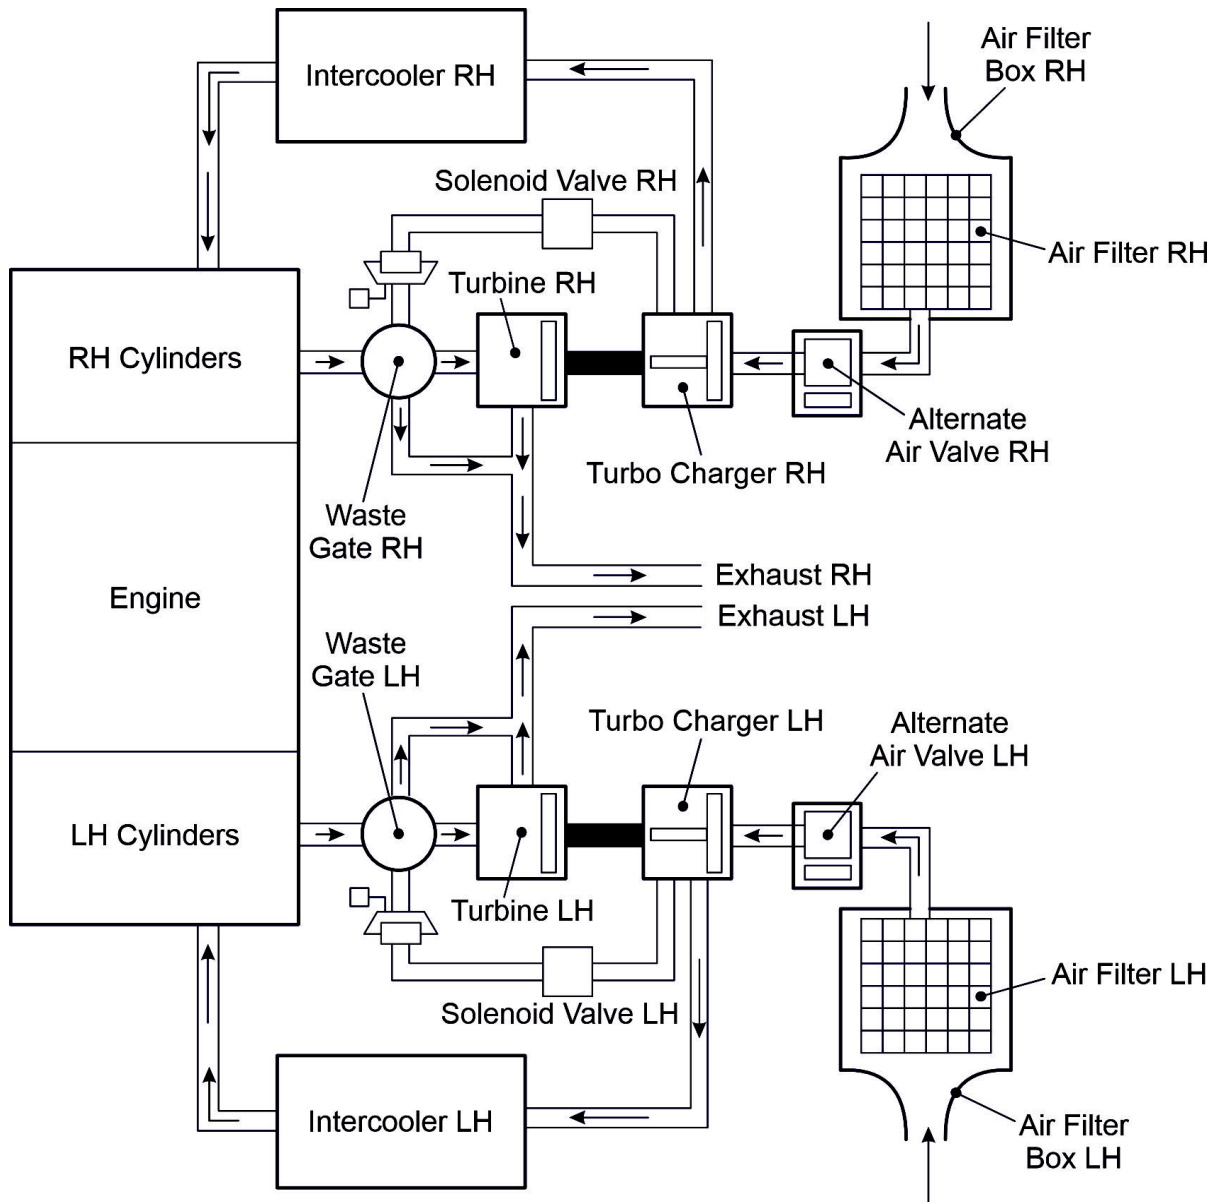 Air Filter
Box RH
Intercooler RH
Solenoid Valve RH
Air Filter RH
Turbine RH
RH Cylinders
Alternate
Air Valve RH
Turbo Charger RH
Waste
Gate RH
Exhaust RH
Engine
Exhaust LH
Waste
Gate LH
Turbo Charger LH
Alternate
Air Valve LH
LH Cylinders
Turbine LH
Air Filter LH
Solenoid Valve LH
Intercooler LH
Air Filter
Box LH